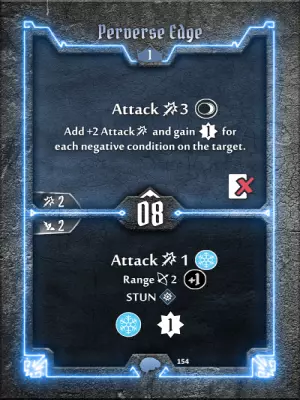 Perverse Edge
1
Attack 3
Add +2 Attack and gain 1 for
each negative condition on the target.
2
2
08
Attack 1
Range 2 +1
STUN
1
154